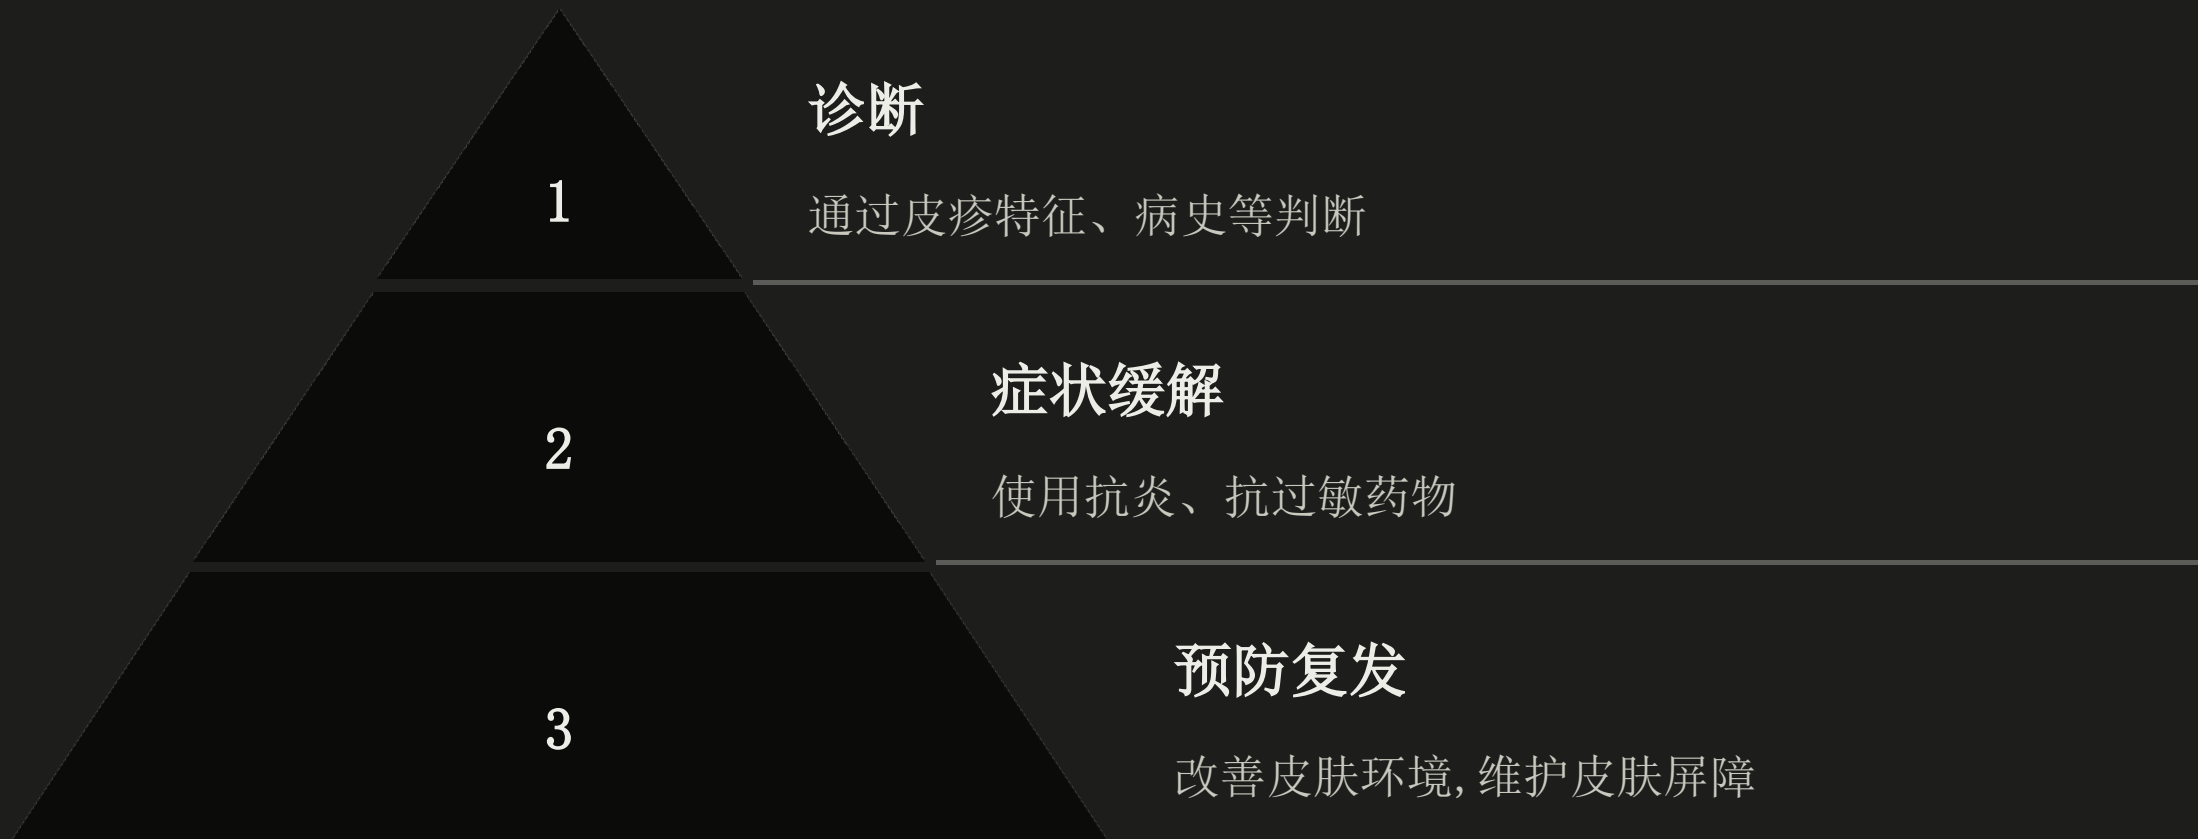 诊断
1
通过皮疹特征、病史等判断
症状缓解
2
使用抗炎、抗过敏药物
预防复发
3
改善皮肤环境,维护皮肤屏障